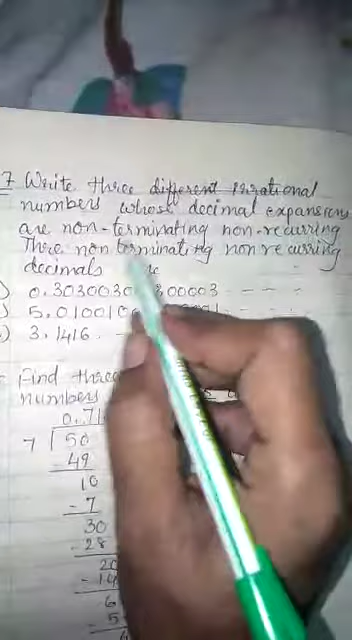 7 Write three different irrational
numbers whose decimal expansions
are non-terminating non-recurring
Three non terminating non recurring
decimals
0.303003000300003 - - -
5.01001000
3.1416. -
Find three
numbers
0.71
7 50
- 49
10
- 7
30
- 28
20
- 14
6
- 5